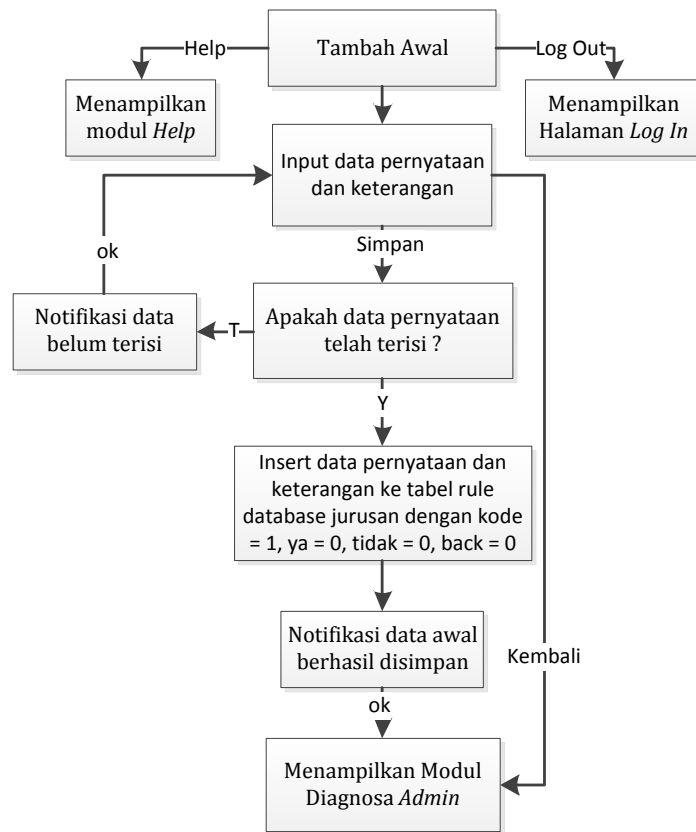 Help
Tambah Awal
Log Out
Menampilkan
modul Help
Menampilkan
Halaman Log In
Input data pernyataan
dan keterangan
ok
Simpan
Notifikasi data
belum terisi
T
Apakah data pernyataan
telah terisi ?
Y
Insert data pernyataan dan
keterangan ke tabel rule
database jurusan dengan kode
= 1, ya = 0, tidak = 0, back = 0
Notifikasi data awal
berhasil disimpan
Kembali
ok
Menampilkan Modul
Diagnosa Admin